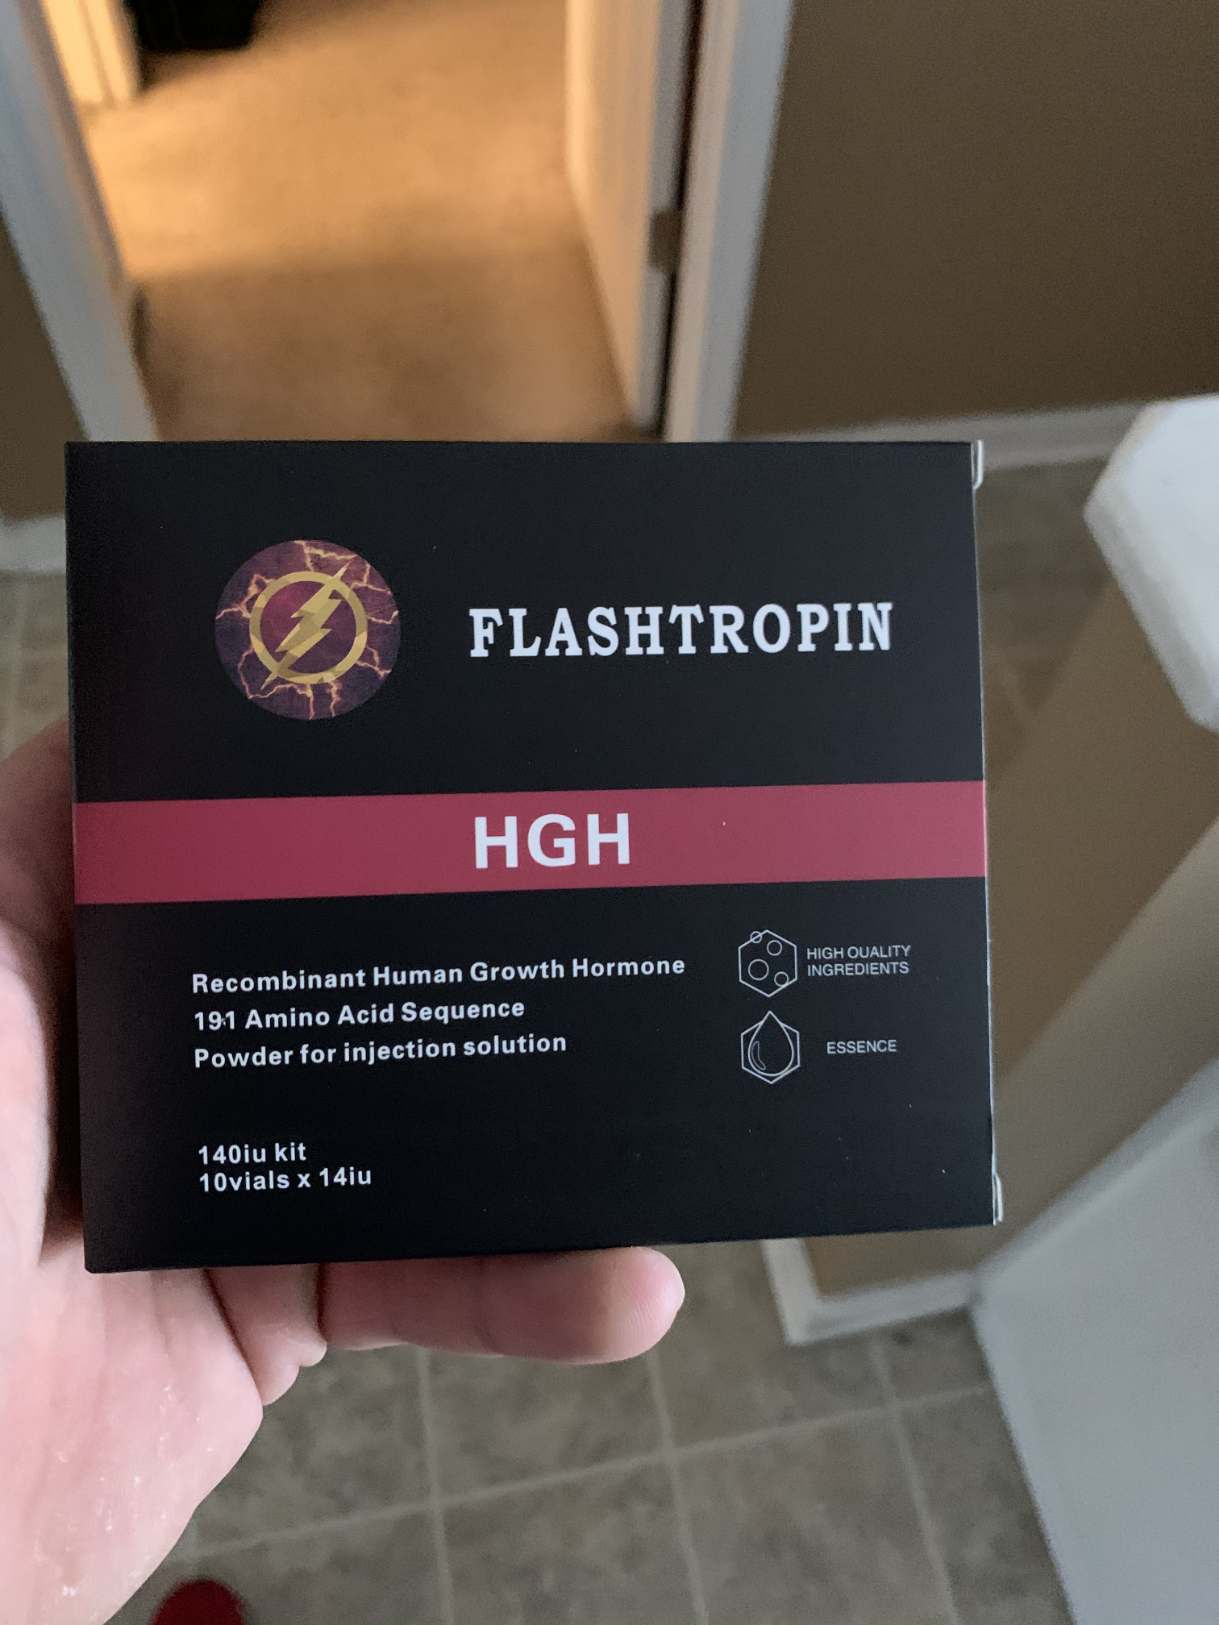 FLASHTROPIN
HGH
Recombinant Human Growth Hormone
191 Amino Acid Sequence
Powder for injection solution
HIGH QUALITY
INGREDIENTS
ESSENCE
140iu kit
10vials x 14iu